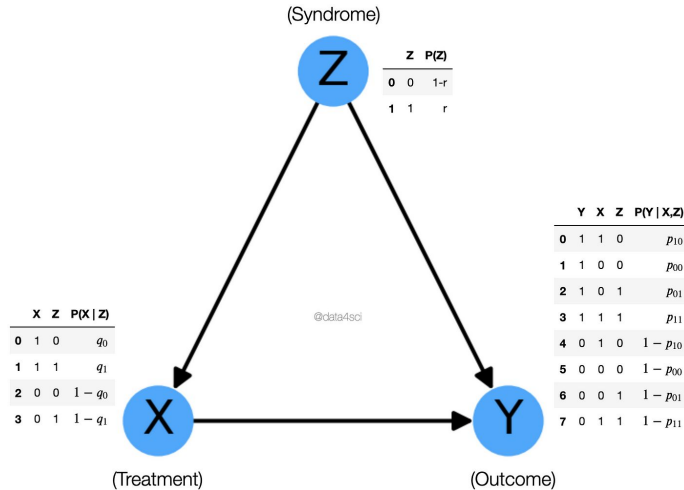 (Syndrome)
Z
Z P(Z)
0 0 1-r
1 1 r
Y X Z P(Y | X,Z)
0 1 1 0 p₁₀
1 1 0 0 p₀₀
2 1 0 1 p₀₁
3 1 1 1 p₁₁
4 0 1 0 1 − p₁₀
5 0 0 0 1 − p₀₀
6 0 0 1 1 − p₀₁
7 0 1 1 1 − p₁₁
@data4sci
X Z P(X | Z)
0 1 0 q₀
1 1 1 q₁
2 0 0 1 − q₀
3 0 1 1 − q₁
X
Y
(Treatment)
(Outcome)